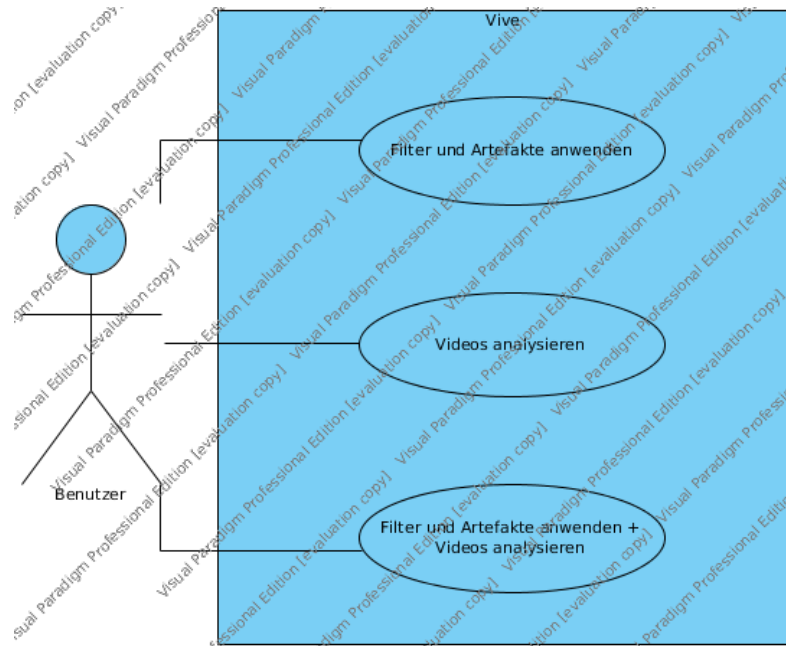 Vive
Filter und Artefakte anwenden
Videos analysieren
Benutzer
Filter und Artefakte anwenden +
Videos analysieren
Visual Paradigm Professional Edition [evaluation copy]